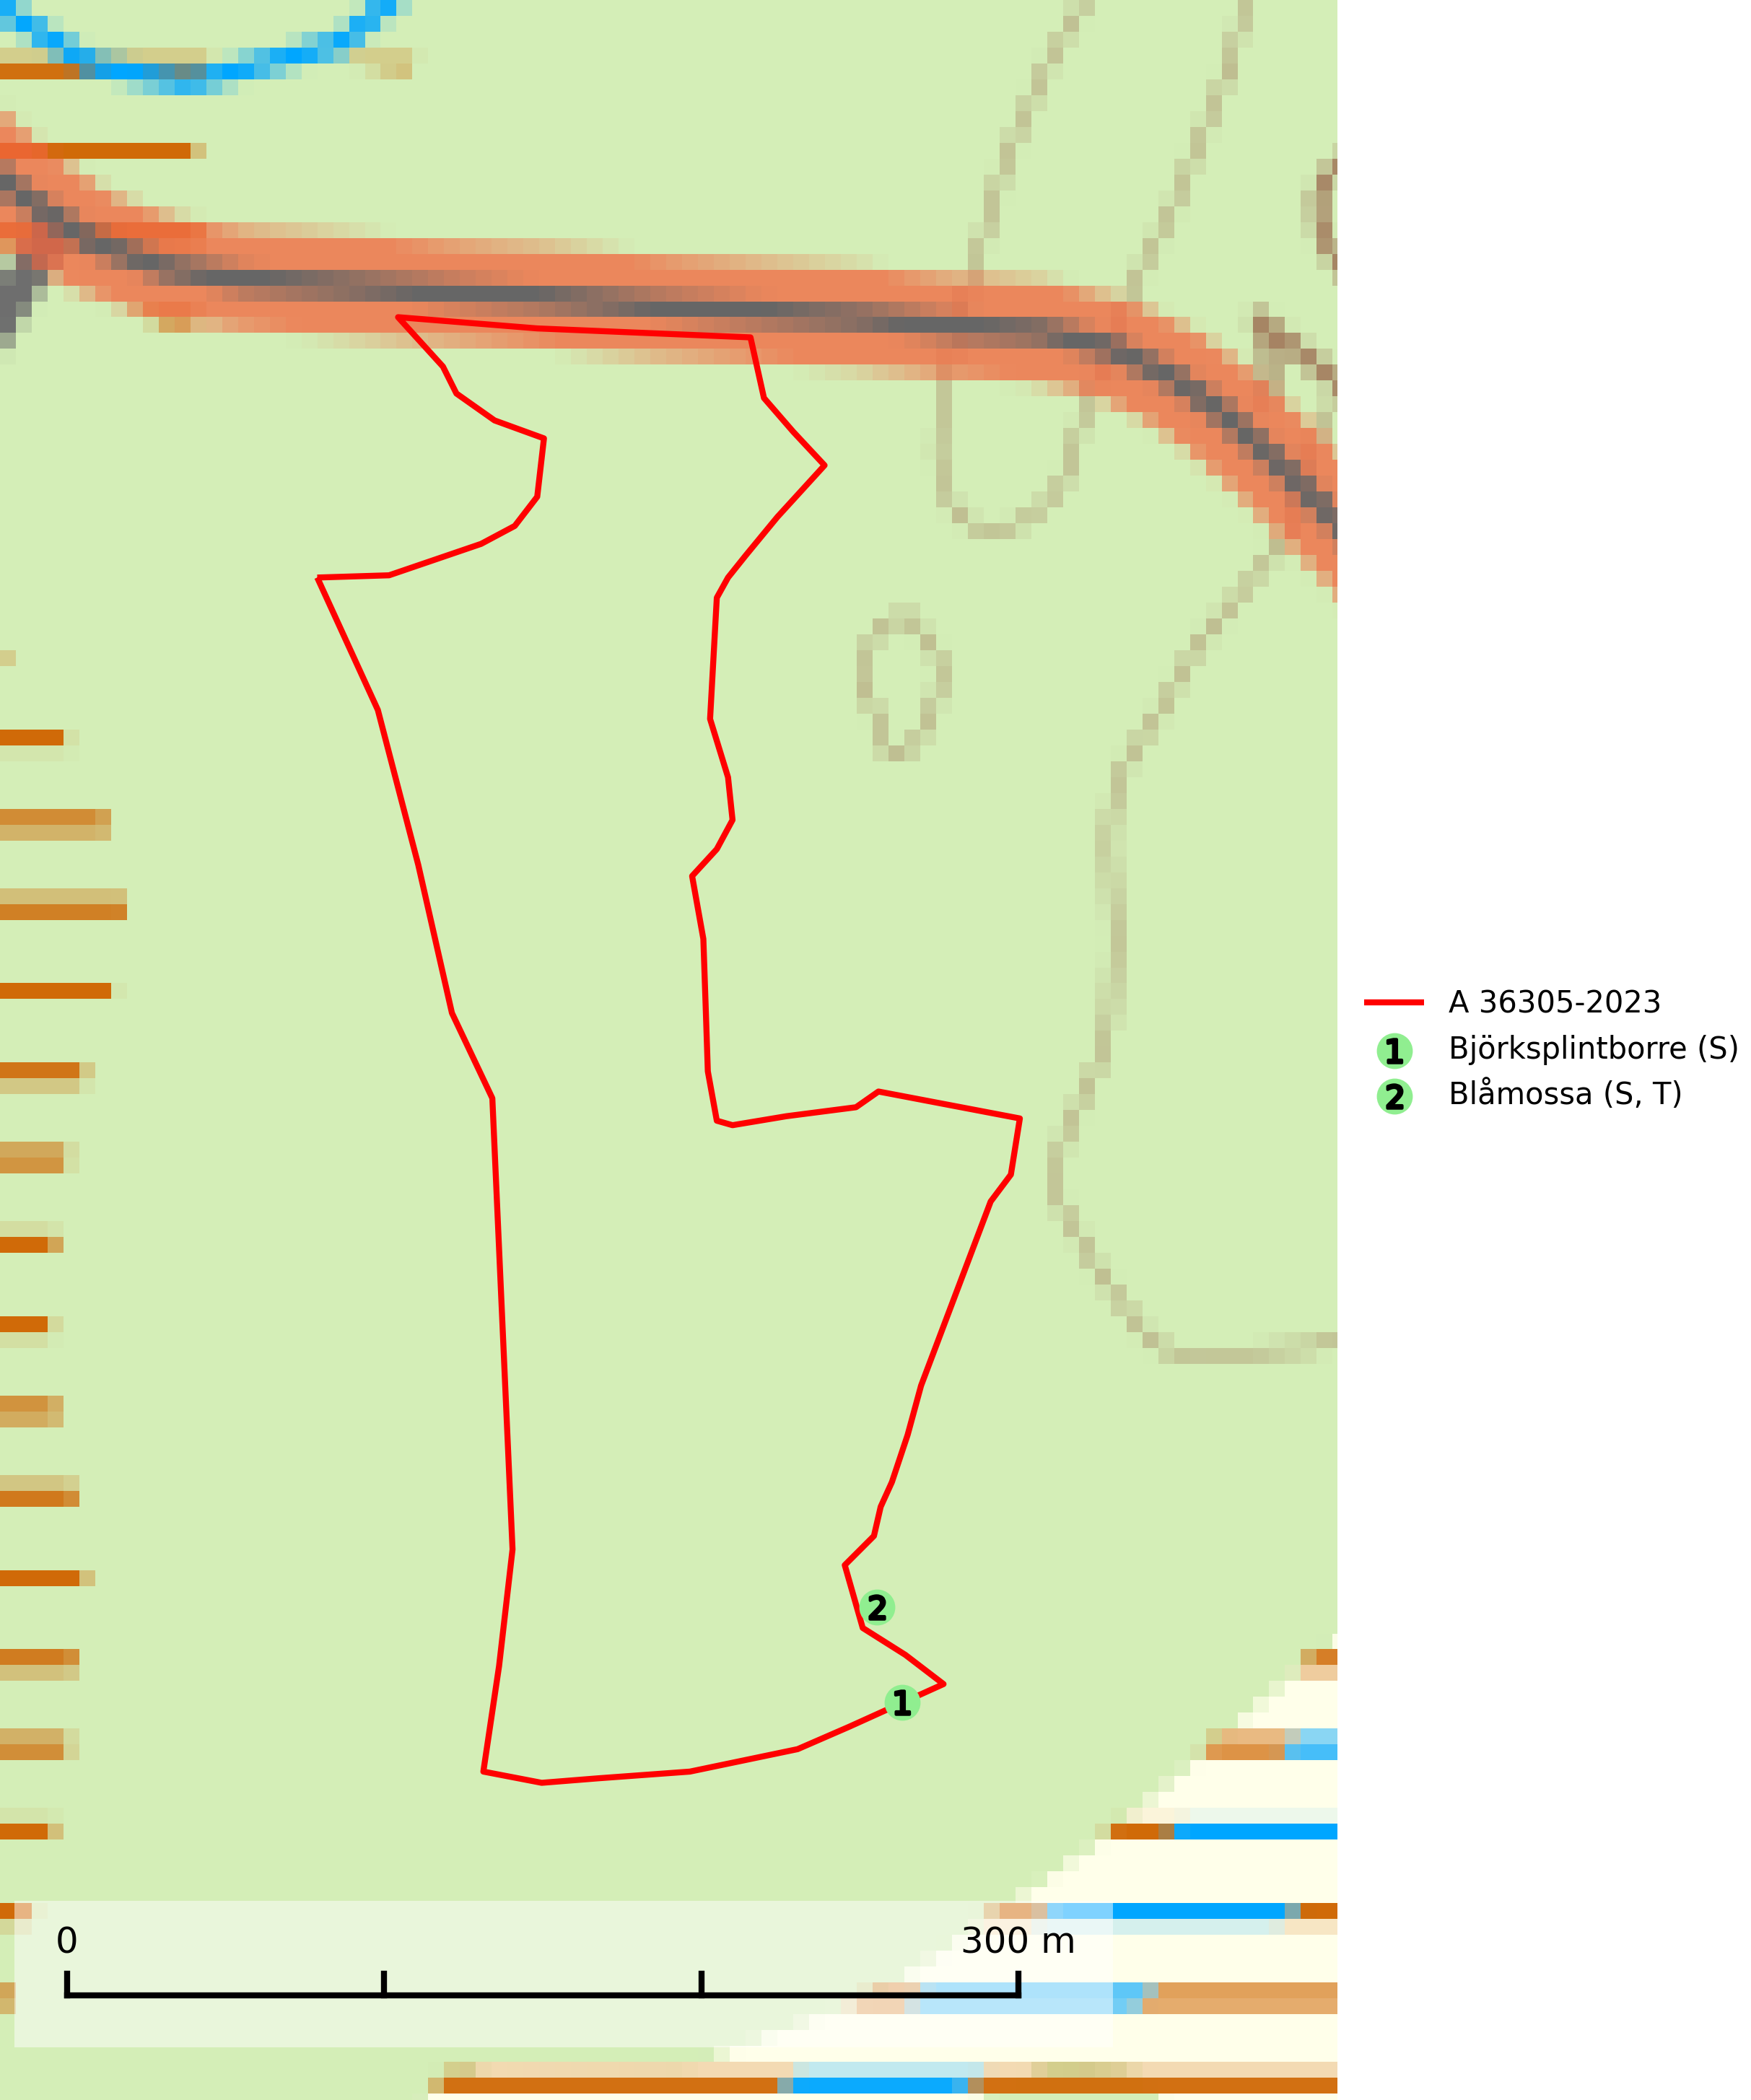 A 36305-2023
1 Björksplintborre (S)
2 Blåmossa (S, T)
2
1
0 300 m